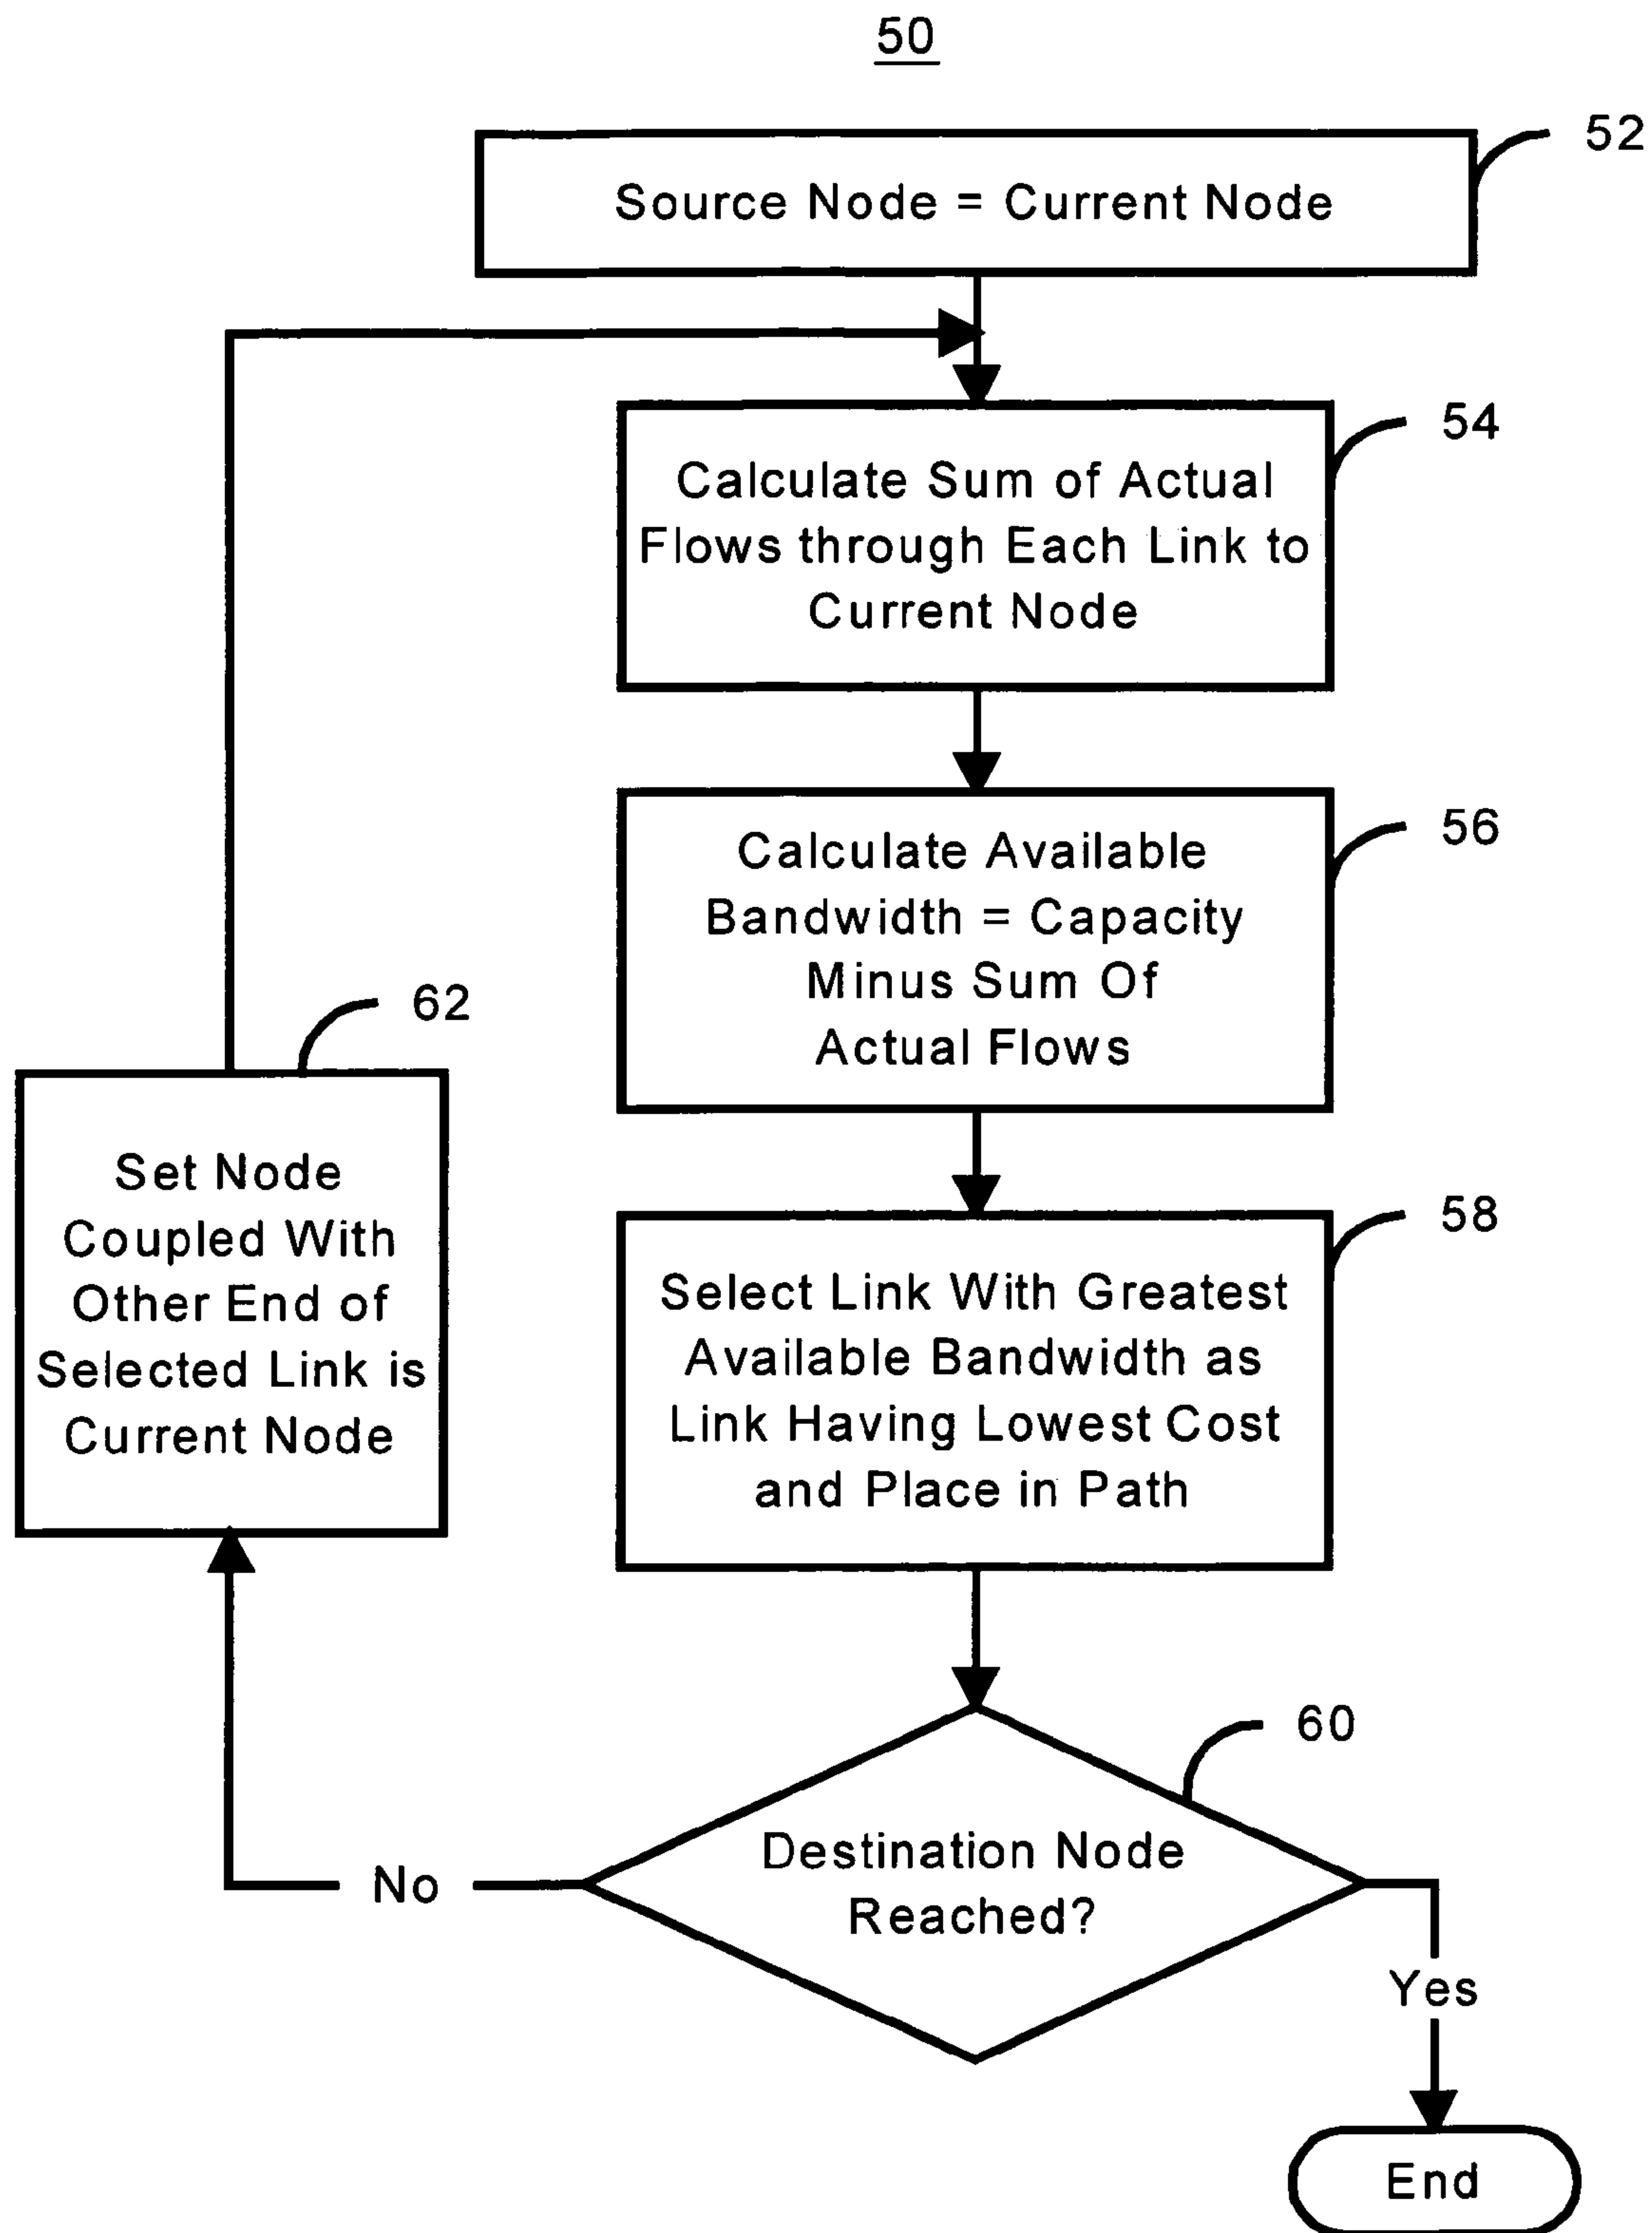 50
52
Source Node = Current Node
54
Calculate Sum of Actual
Flows through Each Link to
Current Node
56
Calculate Available
Bandwidth = Capacity
Minus Sum Of
Actual Flows
62
Set Node
Coupled With
Other End of
Selected Link is
Current Node
58
Select Link With Greatest
Available Bandwidth as
Link Having Lowest Cost
and Place in Path
60
Destination Node
Reached?
No
Yes
End